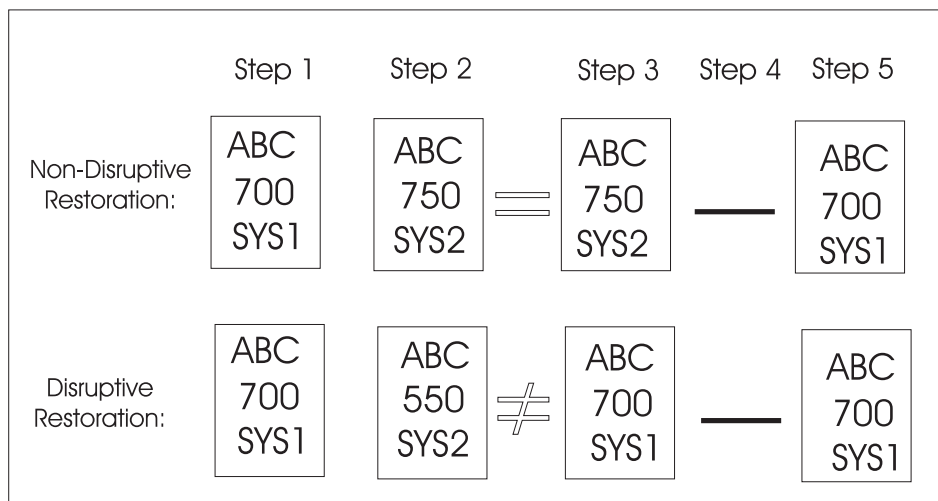 Step 1 Step 2 Step 3 Step 4 Step 5
Non-Disruptive
Restoration:
ABC
700
SYS1
ABC
750
SYS2
ABC
750
SYS2
ABC
700
SYS1
Disruptive
Restoration:
ABC
700
SYS1
ABC
550
SYS2
ABC
700
SYS1
ABC
700
SYS1